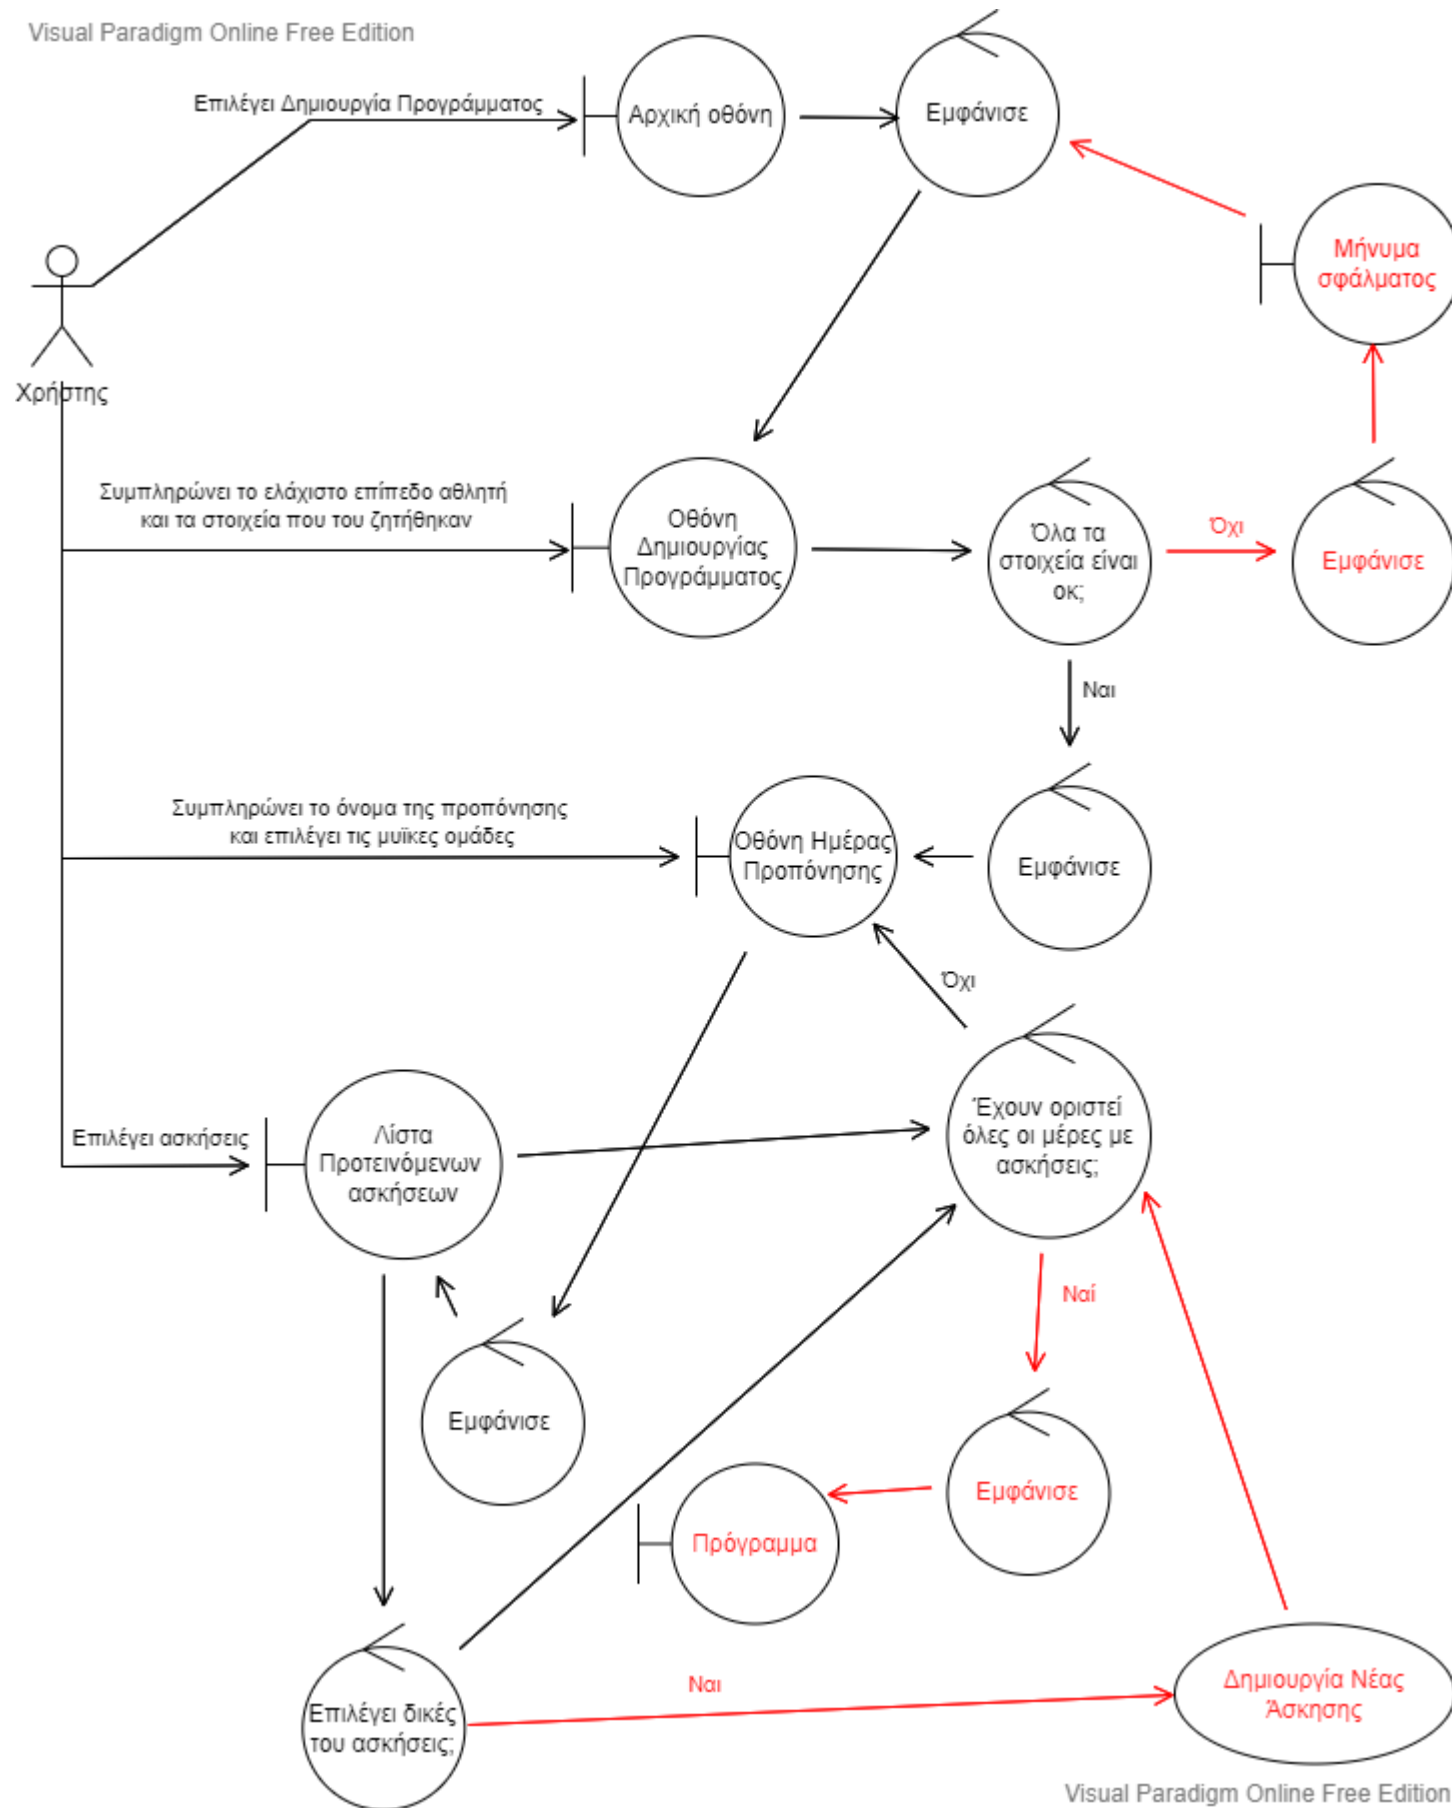 Visual Paradigm Online Free Edition
Επιλέγει Δημιουργία Προγράμματος
Αρχική οθόνη
Εμφάνισε
Μήνυμα
σφάλματος
Χρήστης
Συμπληρώνει το ελάχιστο επίπεδο αθλητή
και τα στοιχεία που του ζητήθηκαν
Οθόνη
Δημιουργίας
Προγράμματος
Όλα τα
στοιχεία είναι
οκ;
Όχι
Εμφάνισε
Ναι
Συμπληρώνει το όνομα της προπόνησης
και επιλέγει τις μυϊκες ομάδες
Οθόνη Ημέρας
Προπόνησης
Εμφάνισε
Όχι
Επιλέγει ασκήσεις
Λίστα
Προτεινόμενων
ασκήσεων
Έχουν οριστεί
όλες οι μέρες με
ασκήσεις;
Ναί
Εμφάνισε
Εμφάνισε
Πρόγραμμα
Ναι
Επιλέγει δικές
του ασκήσεις;
Δημιουργία Νέας
Άσκησης
Visual Paradigm Online Free Edition